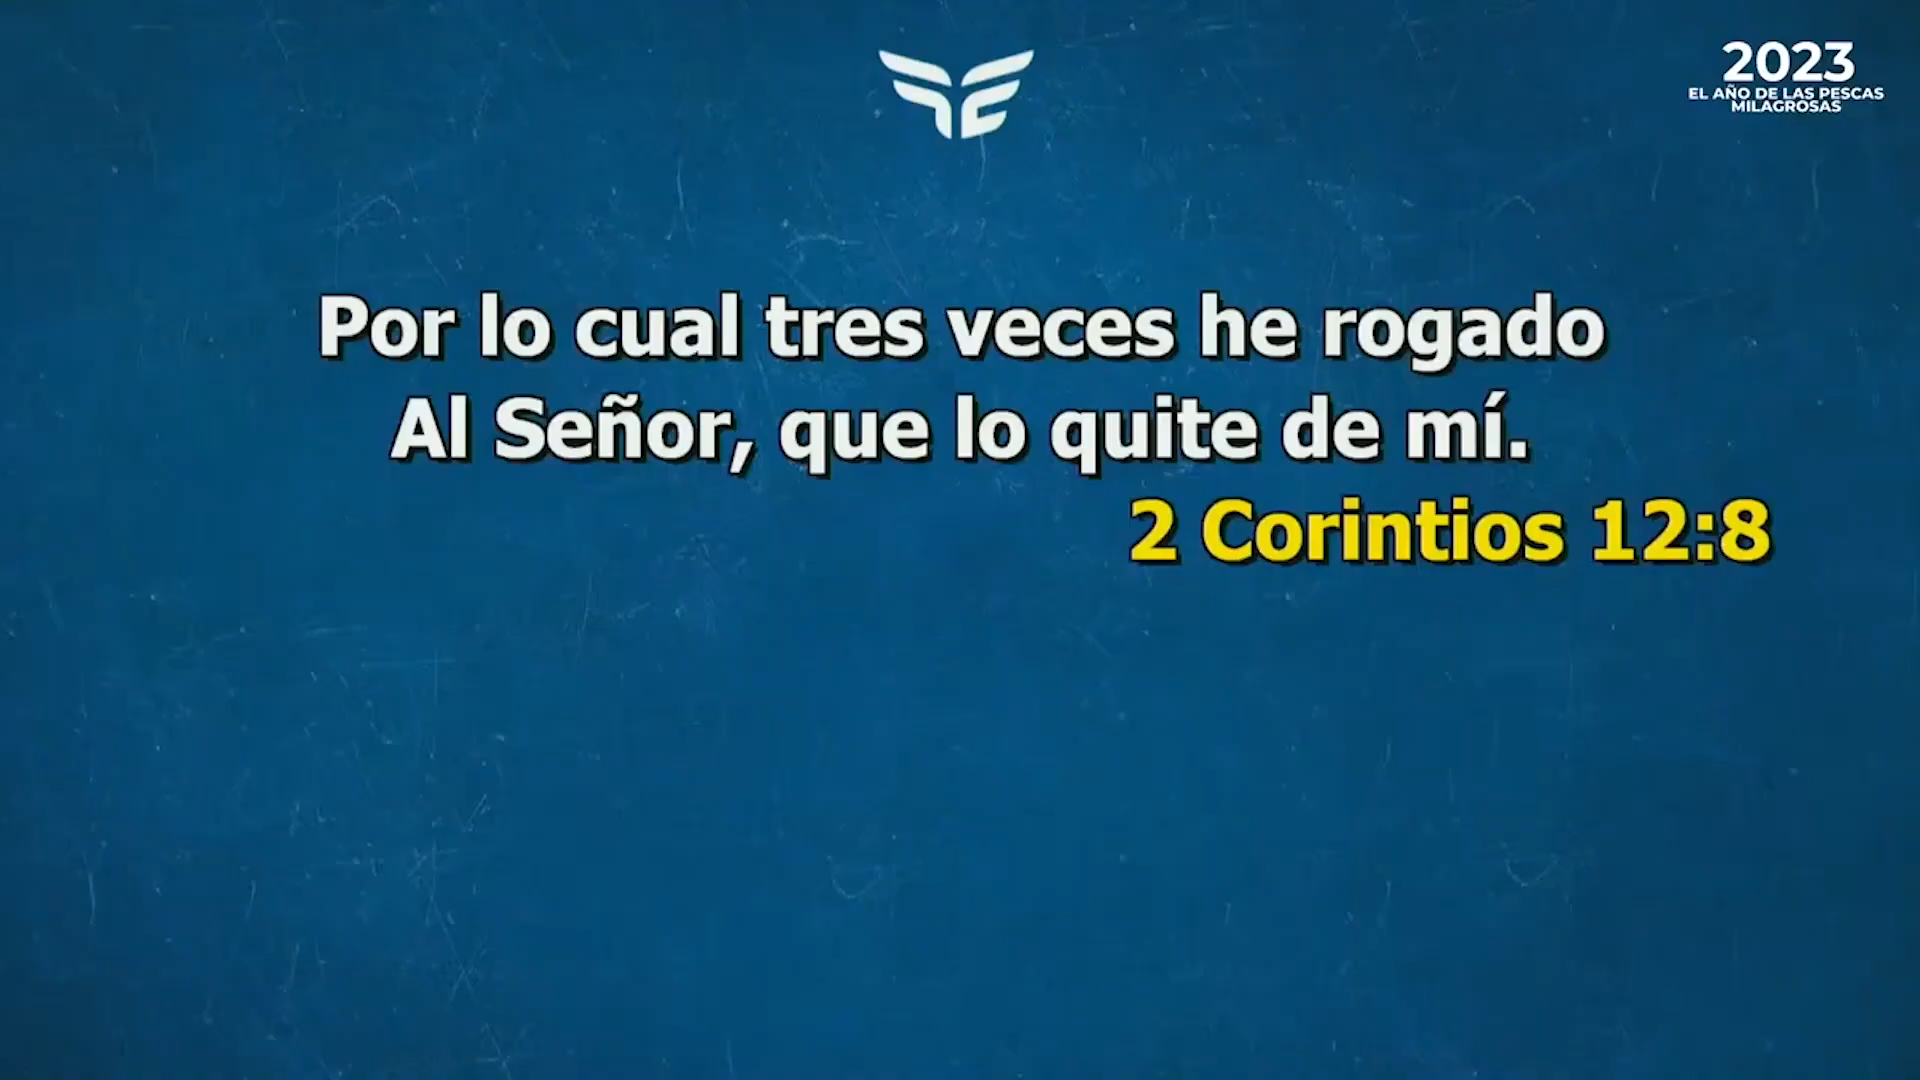 2023
EL AÑO DE LAS PESCAS
MILAGROSAS
Por lo cual tres veces he rogado
Al Señor, que lo quite de mí.
2 Corintios 12:8